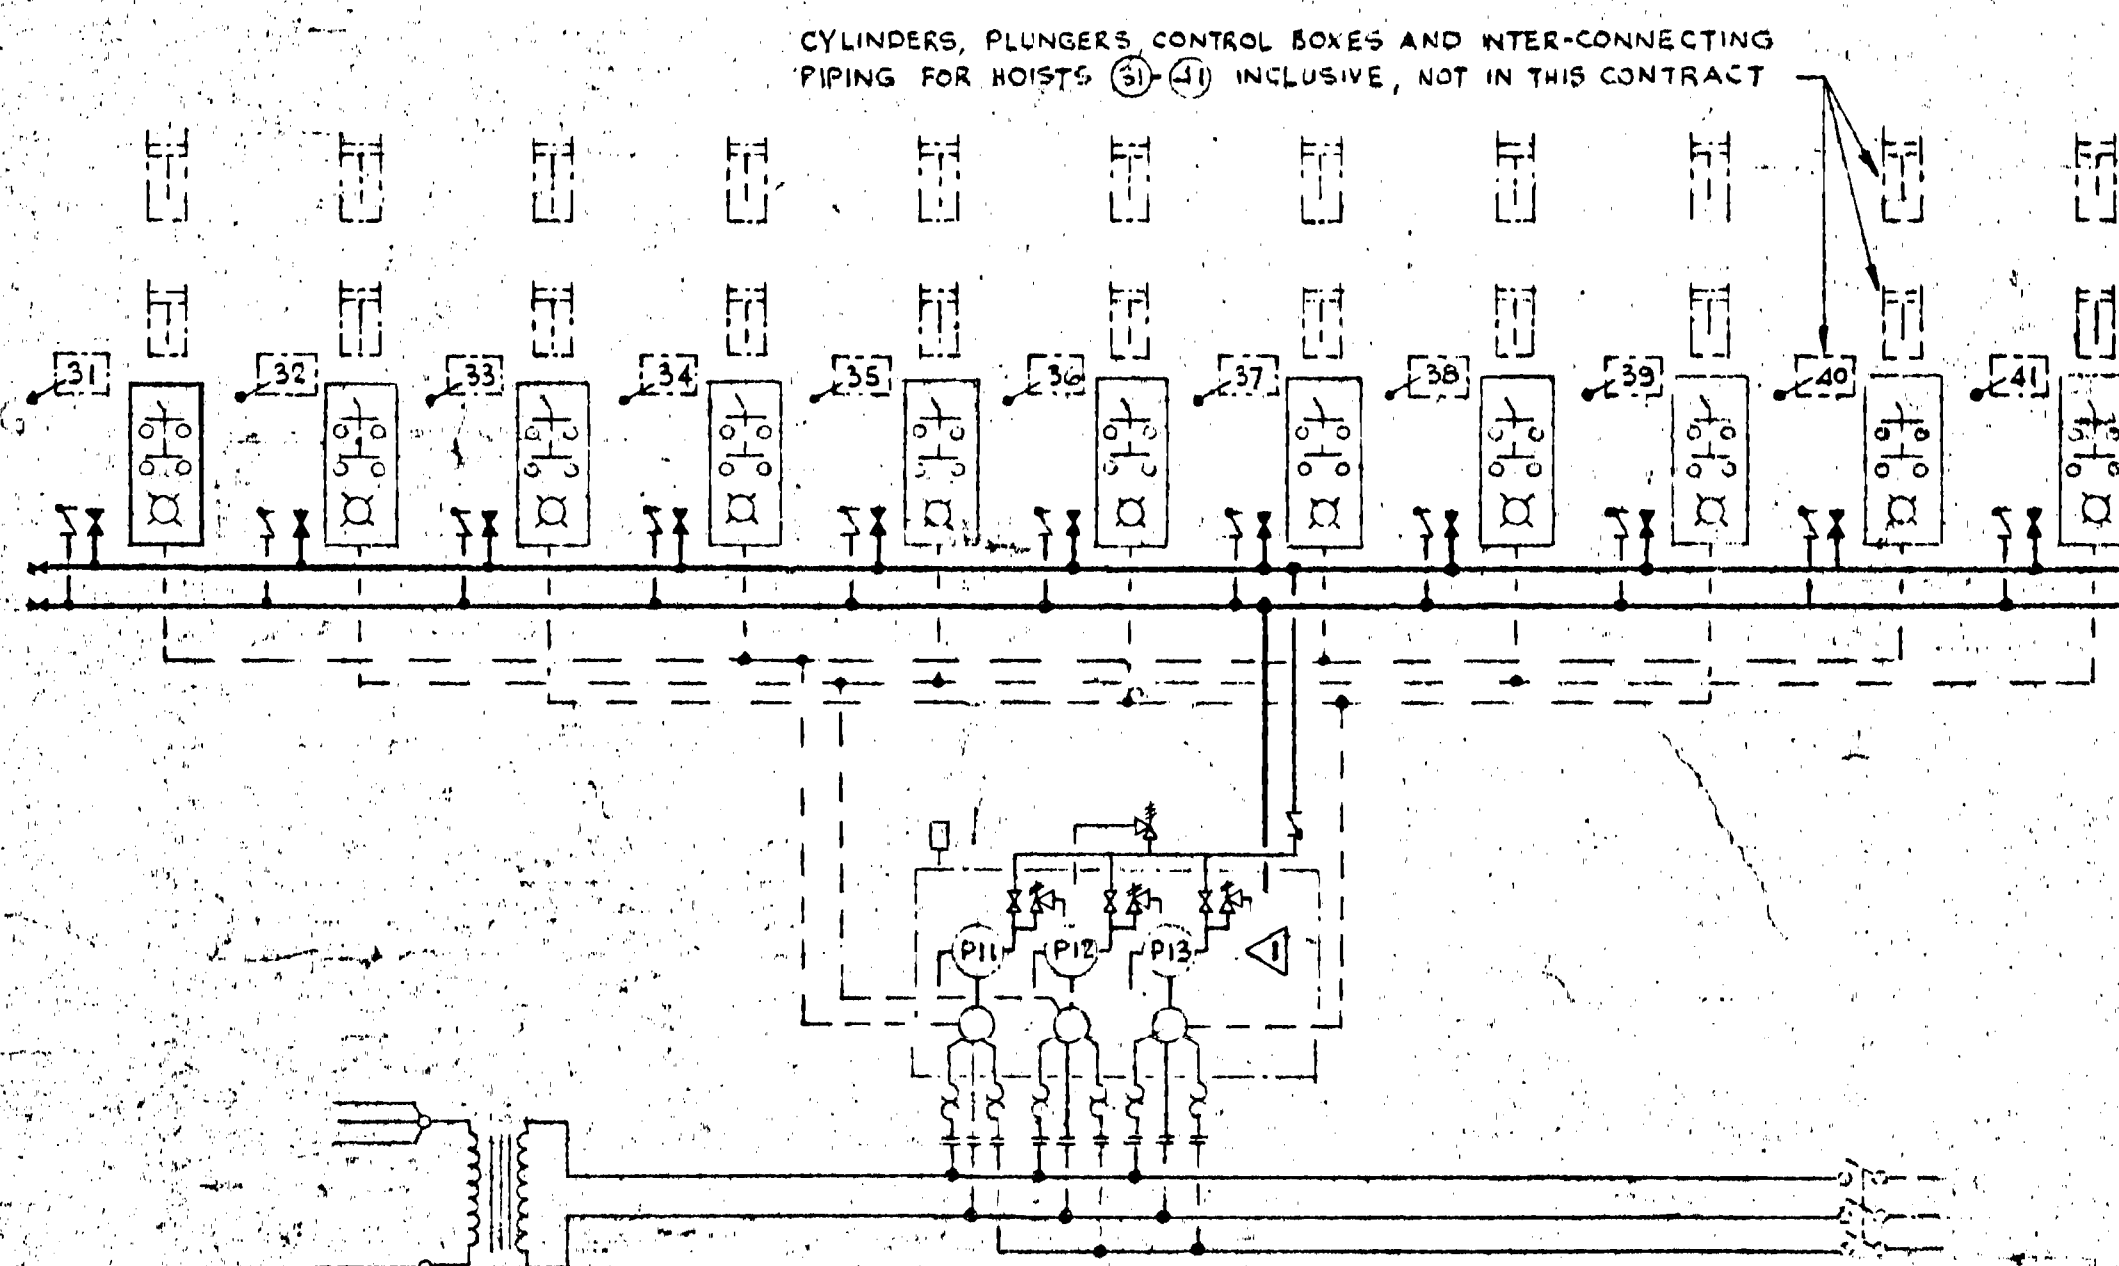 CYLINDERS, PLUNGERS, CONTROL BOXES AND INTER-CONNECTING
PIPING FOR HOISTS 31-41 INCLUSIVE, NOT IN THIS CONTRACT
31 32 33 34 35 36 37 38 39 40 41
P11 P12 P13 1